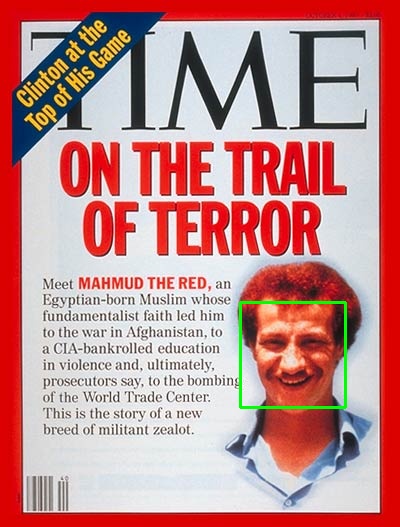 Clinton at the
Top of His Game
TIME
ON THE TRAIL
OF TERROR
Meet MAHMUD THE RED, an
Egyptian-born Muslim whose
fundamentalist faith led him
to the war in Afghanistan, to
a CIA-bankrolled education
in violence and, ultimately,
prosecutors say, to the bombing
of the World Trade Center.
This is the story of a new
breed of militant zealot.
40